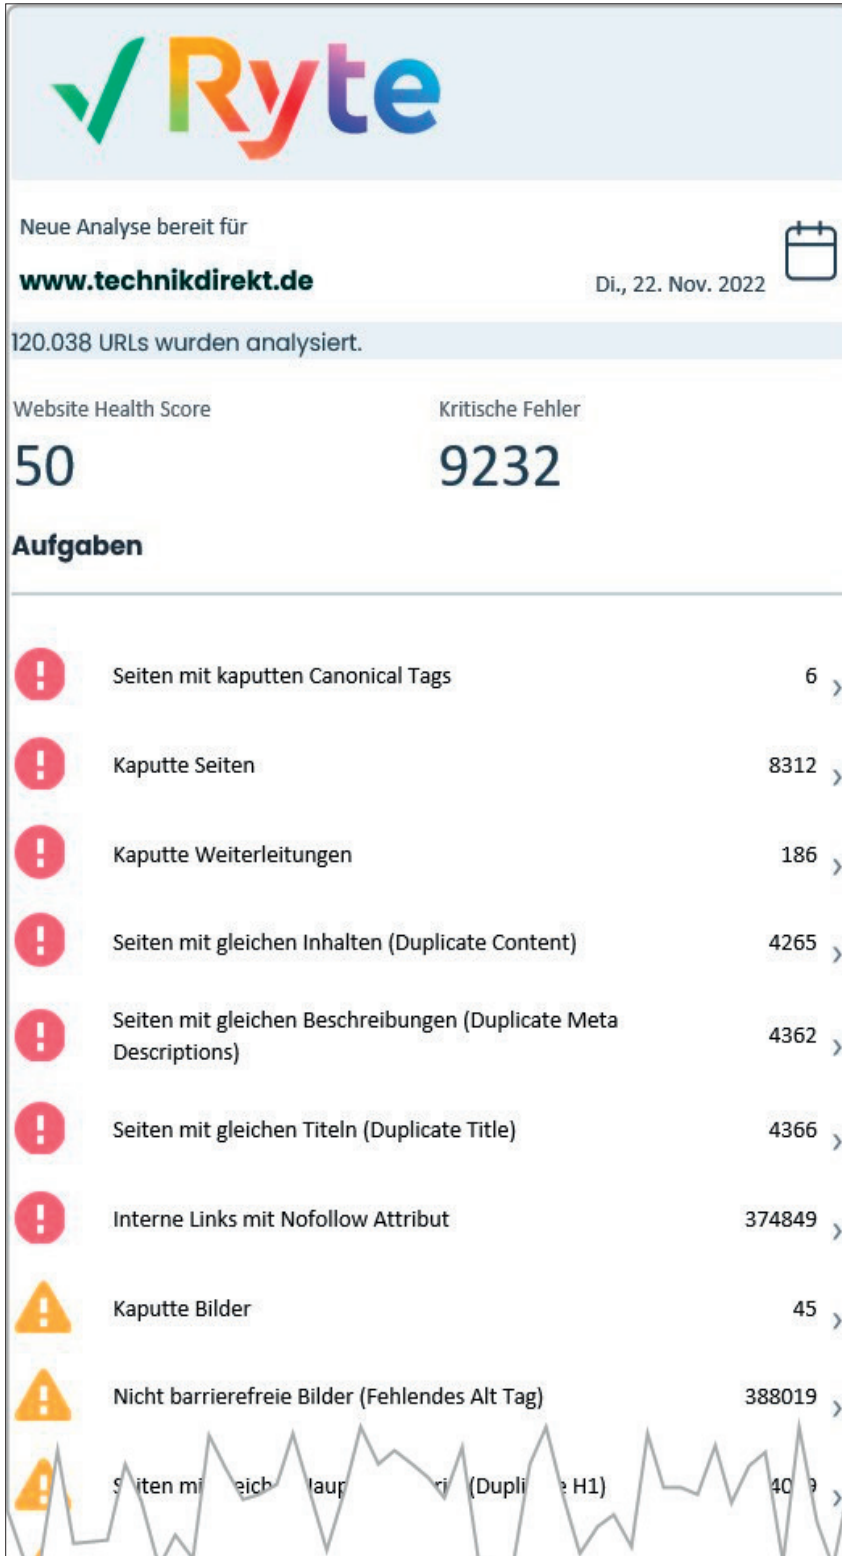 Ryte
Neue Analyse bereit für
www.technikdirekt.de
Di., 22. Nov. 2022
120.038 URLs wurden analysiert.
Website Health Score
Kritische Fehler
50
9232
Aufgaben
Seiten mit kaputten Canonical Tags 6
Kaputte Seiten 8312
Kaputte Weiterleitungen 186
Seiten mit gleichen Inhalten (Duplicate Content) 4265
Seiten mit gleichen Beschreibungen (Duplicate Meta
Descriptions) 4362
Seiten mit gleichen Titeln (Duplicate Title) 4366
Interne Links mit Nofollow Attribut 374849
Kaputte Bilder 45
Nicht barrierefreie Bilder (Fehlendes Alt Tag) 388019
H1)